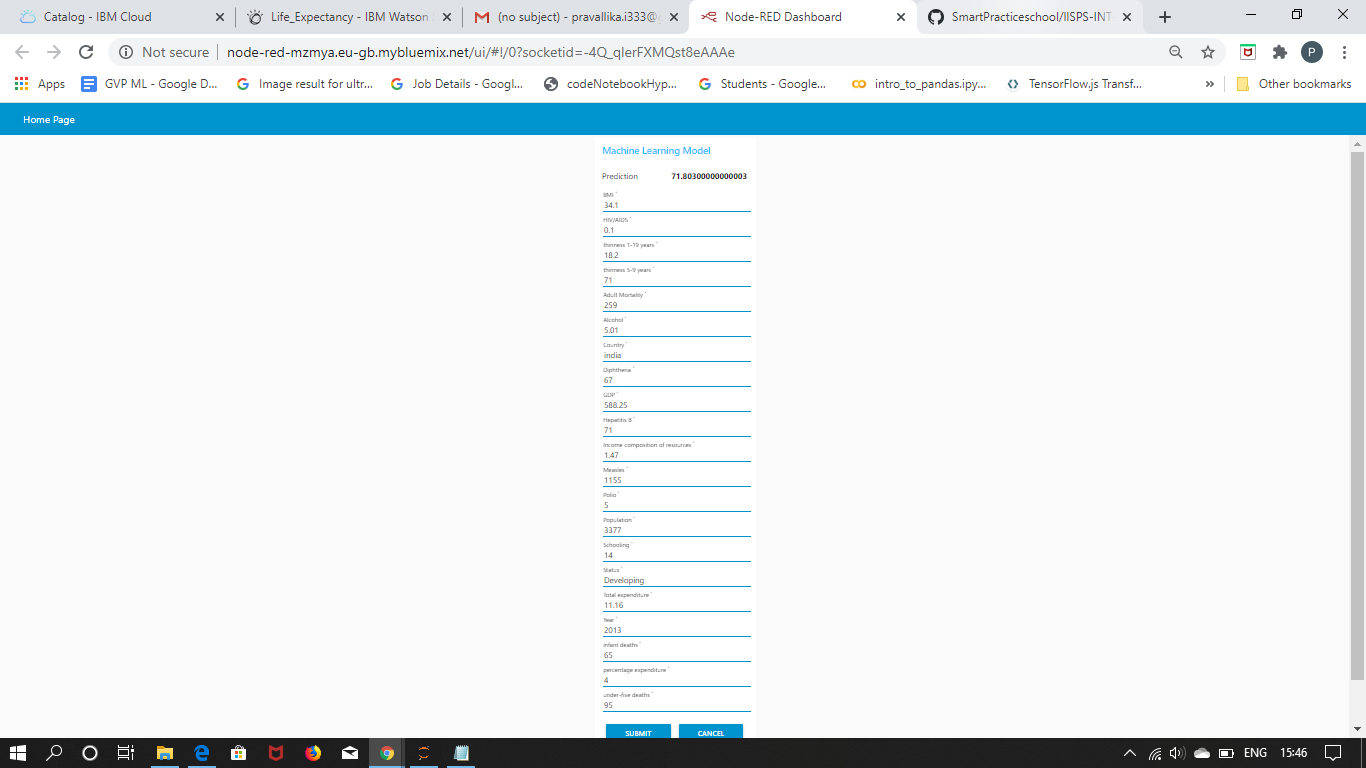 Catalog - IBM Cloud
Life_Expectancy - IBM Watson
(no subject) - pravallika.i333@
Node-RED Dashboard
SmartPracticeschool/IISPS-INT
Not secure
node-red-mzmya.eu-gb.mybluemix.net/ui/#!/0?socketid=-4Q_qlerFXMQst8eAAAe
P
Apps
GVP ML - Google D...
Image result for ultr...
Job Details - Googl...
codeNotebookHyp...
Students - Google...
intro_to_pandas.ipy...
TensorFlow.js Transf...
»
Other bookmarks
Home Page
Machine Learning Model
Prediction 71.80300000000003
BMI *
34.1
HIV/AIDS *
0.1
thinness 1-19 years *
18.2
thinness 5-9 years *
71
Adult Mortality *
259
Alcohol *
5.01
Country *
india
Diphtheria *
67
GDP *
588.25
Hepatitis B *
71
Income composition of resources *
1.47
Measles *
1155
Polio *
5
Population *
3377
Schooling *
14
Status *
Developing
Total expenditure *
11.16
Year *
2013
infant deaths *
65
percentage expenditure *
4
under-five deaths *
95
SUBMIT CANCEL
ENG 15:46